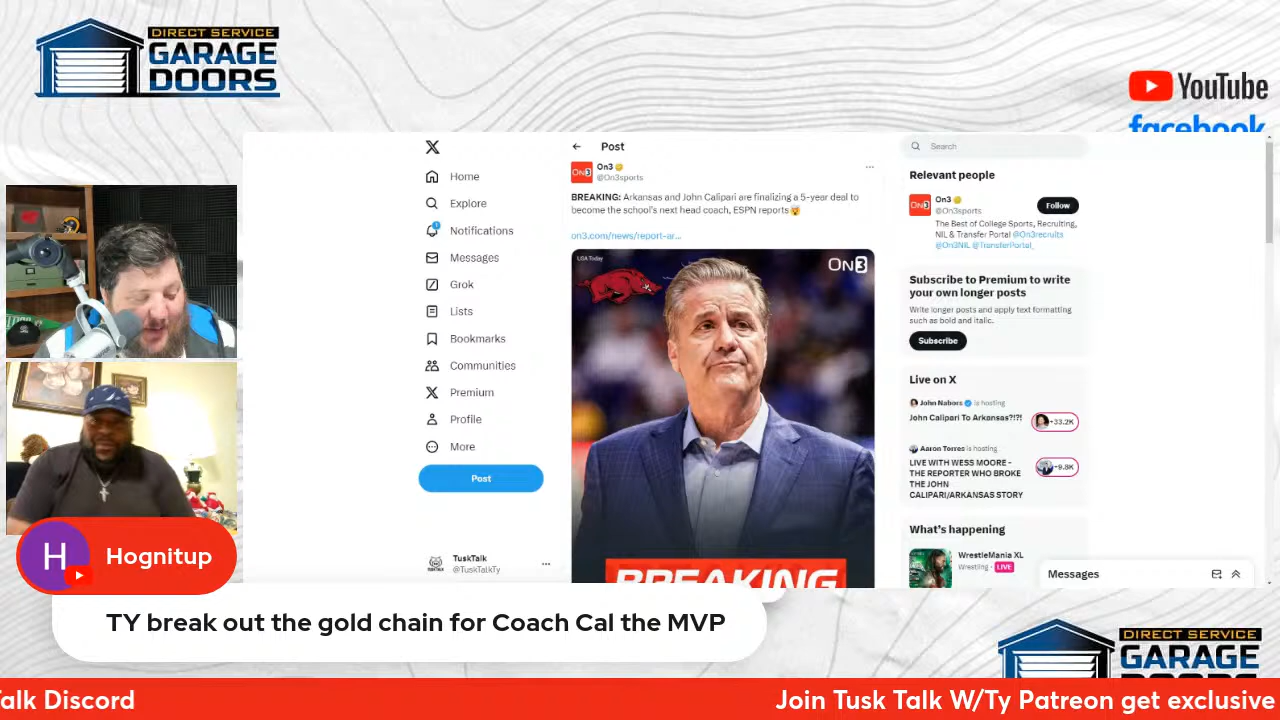 DIRECT SERVICE
GARAGE
DOORS
YouTube
facebook
Home
Explore
Notifications
Messages
Grok
Lists
Bookmarks
Communities
Premium
Profile
More
Post
TuskTalk
@TuskTalkTy
Post
On3
@On3sports
BREAKING: Arkansas and John Calipari are finalizing a 5-year deal to
become the school's next head coach, ESPN reports
on3.com/news/report-ar...
USA Today
ON3
BREAKING
Search
Relevant people
On3
@On3sports
Follow
The Best of College Sports, Recruiting,
NIL & Transfer Portal @On3recruits
@On3NIL @TransferPortal_
Subscribe to Premium to write
your own longer posts
Write longer posts and apply text formatting
such as bold and italic.
Subscribe
Live on X
John Nabors is hosting
John Calipari To Arkansas?!?!
+33.2K
Aaron Torres is hosting
LIVE WITH WESS MOORE -
THE REPORTER WHO BROKE
THE JOHN
CALIPARI/ARKANSAS STORY
+9.8K
What's happening
WrestleMania XL
Wrestling · LIVE
Messages
H
Hognitup
TY break out the gold chain for Coach Cal the MVP
DIRECT SERVICE
GARAGE
alk Discord
Join Tusk Talk W/Ty Patreon get exclusive